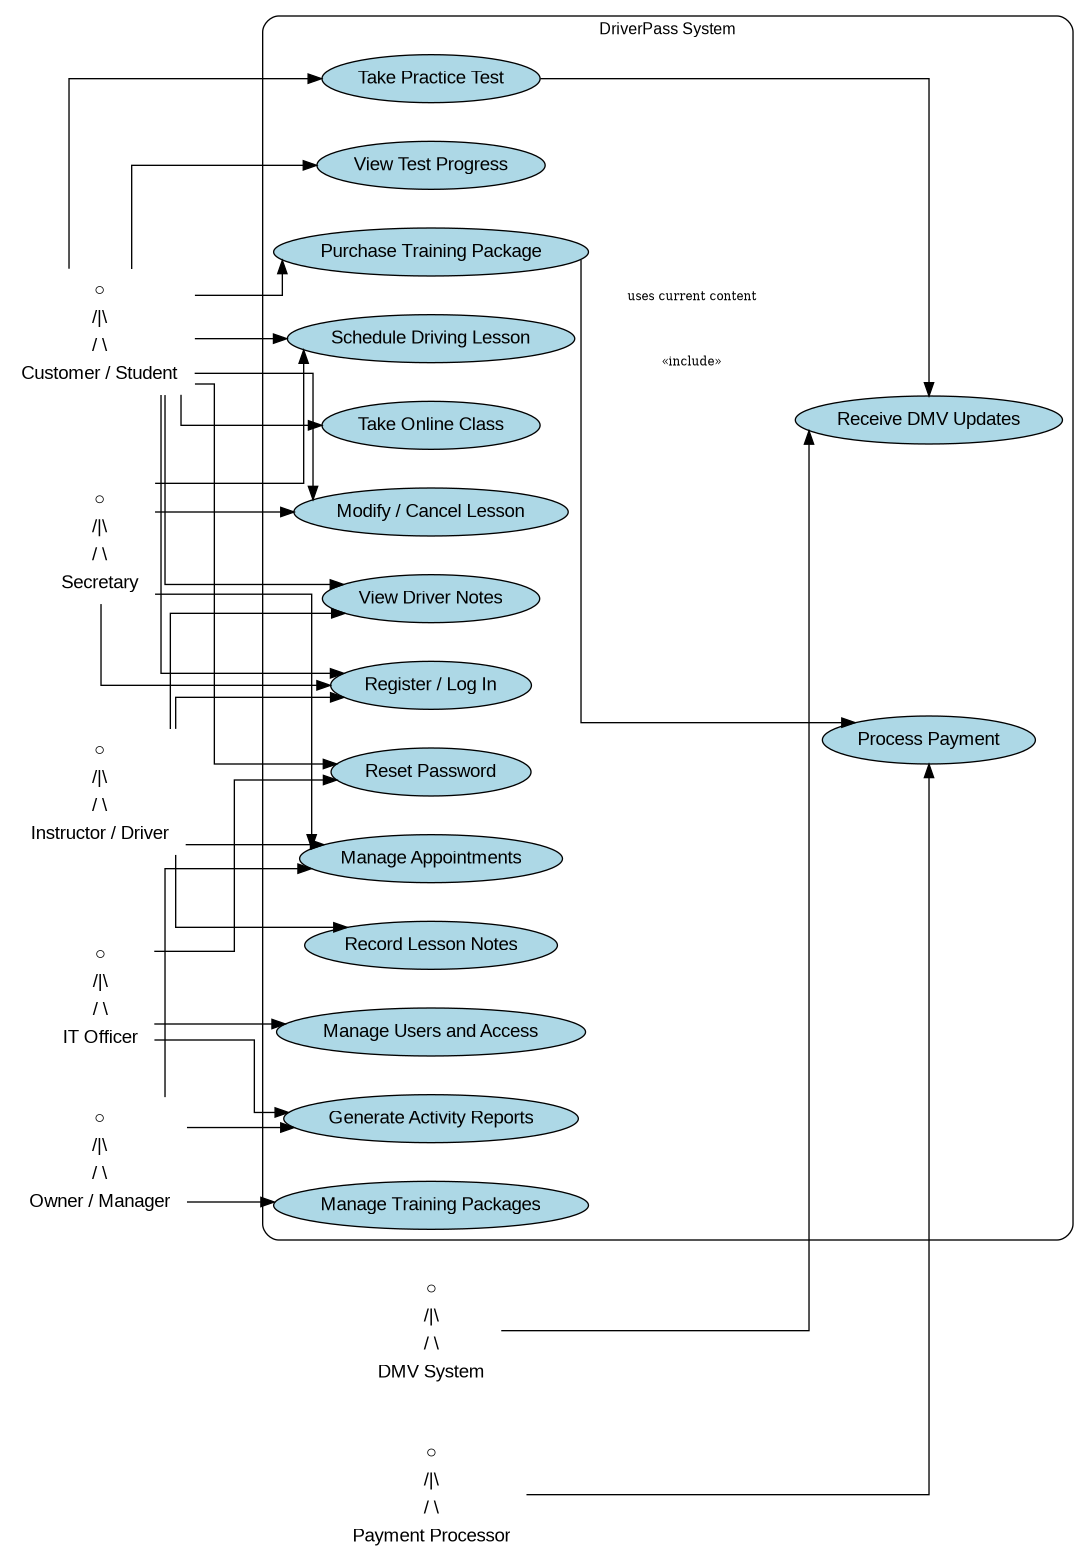 DriverPass System
Take Practice Test
View Test Progress
Purchase Training Package
Schedule Driving Lesson
Take Online Class
Modify / Cancel Lesson
View Driver Notes
Register / Log In
Reset Password
Manage Appointments
Record Lesson Notes
Manage Users and Access
Generate Activity Reports
Manage Training Packages
uses current content
«include»
Receive DMV Updates
Process Payment
○
/|\
/ \
Customer / Student
○
/|\
/ \
Secretary
○
/|\
/ \
Instructor / Driver
○
/|\
/ \
IT Officer
○
/|\
/ \
Owner / Manager
○
/|\
/ \
DMV System
○
/|\
/ \
Payment Processor